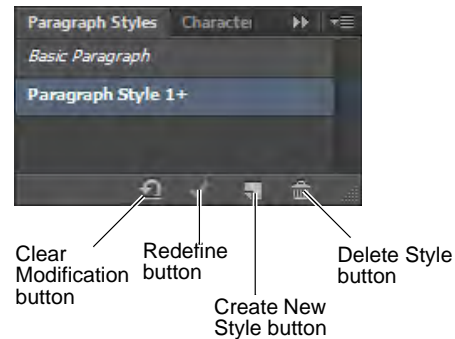 Paragraph Styles Character
Basic Paragraph
Paragraph Style 1+
Clear
Modification
button
Redefine
button
Create New
Style button
Delete Style
button